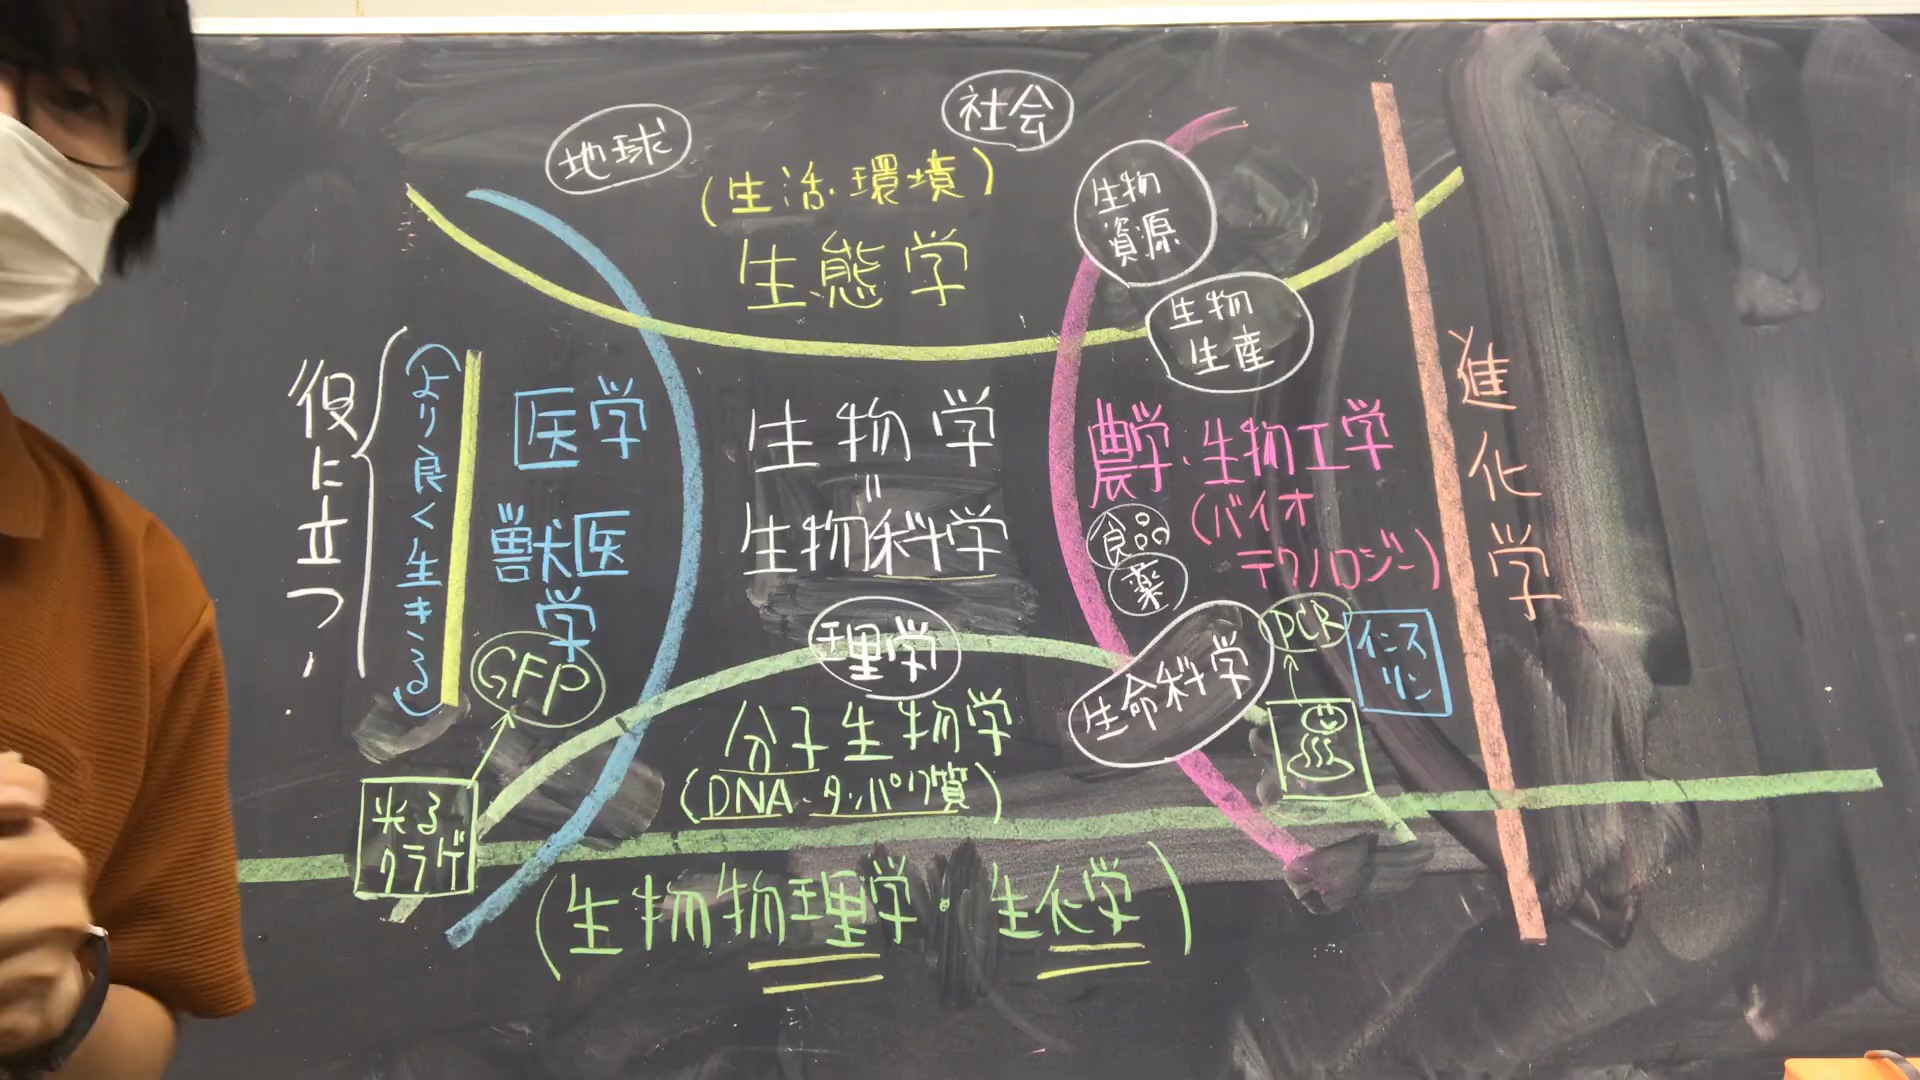 地球
社会
(生活・環境)
生態学
生物
資源
生物
生産
役に立つ
(より良く生きる)
医学
獣医
学
生物学
=
生物科学
農学・生物工学
(バイオ
テクノロジー)
食品
薬
進化学
理学
生命科学
PCR
インス
リン
GFP
分子生物学
(DNA・タンパク質)
光る
クラゲ
(生物物理学・生化学)